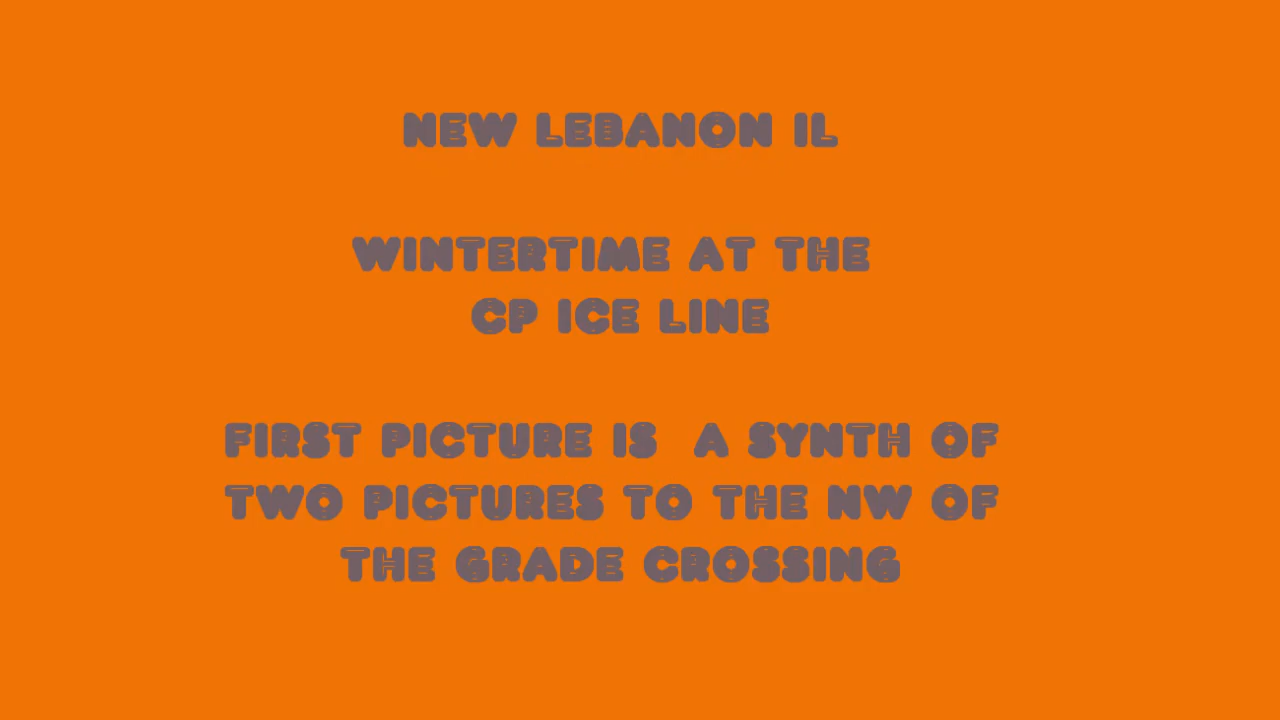 NEW LEBANON IL
WINTERTIME AT THE
CP ICE LINE
FIRST PICTURE IS  A SYNTH OF
TWO PICTURES TO THE NW OF
THE GRADE CROSSING